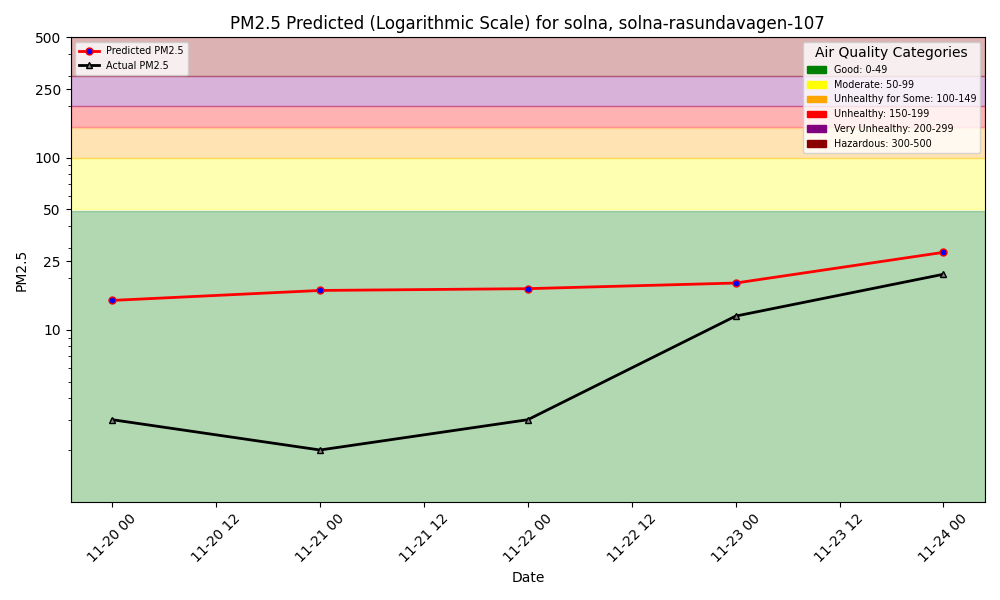 PM2.5 Predicted (Logarithmic Scale) for solna, solna-rasundavagen-107
Predicted PM2.5
Actual PM2.5
Air Quality Categories
Good: 0-49
Moderate: 50-99
Unhealthy for Some: 100-149
Unhealthy: 150-199
Very Unhealthy: 200-299
Hazardous: 300-500
PM2.5
500
250
100
50
25
10
11-20 00
11-20 12
11-21 00
11-21 12
11-22 00
11-22 12
11-23 00
11-23 12
11-24 00
Date